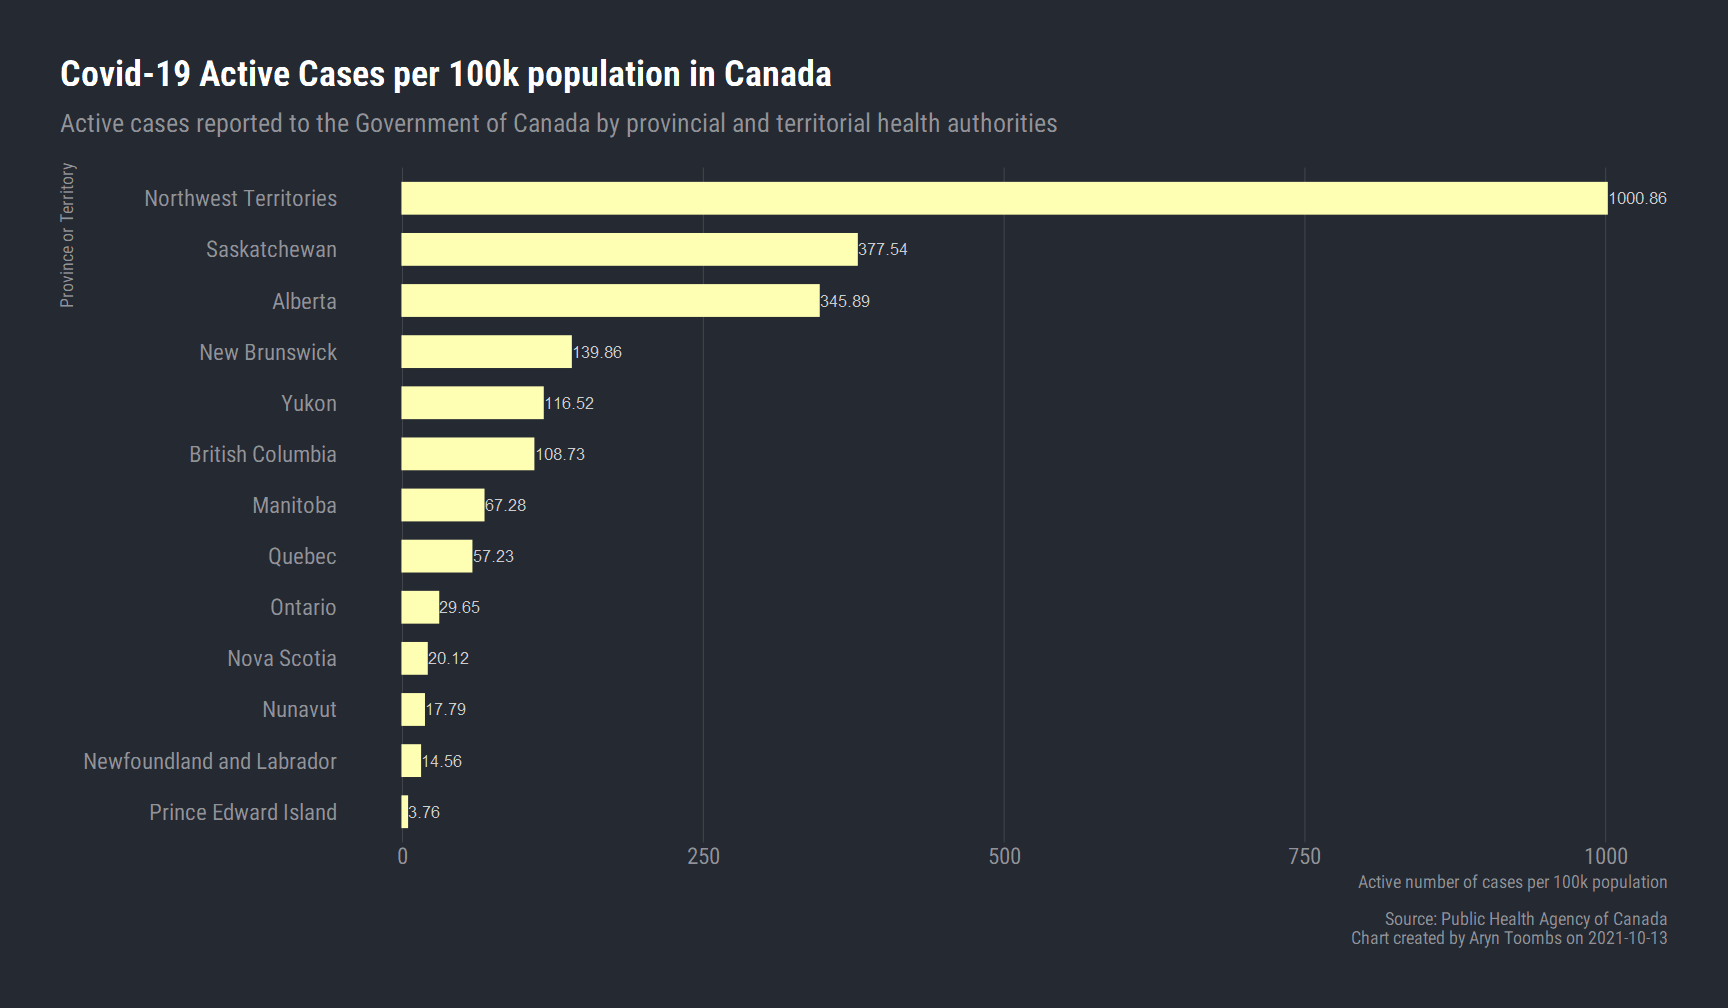 Covid-19 Active Cases per 100k population in Canada
Active cases reported to the Government of Canada by provincial and territorial health authorities
Province or Territory
Northwest Territories 1000.86
Saskatchewan 377.54
Alberta 345.89
New Brunswick 139.86
Yukon 116.52
British Columbia 108.73
Manitoba 67.28
Quebec 57.23
Ontario 29.65
Nova Scotia 20.12
Nunavut 17.79
Newfoundland and Labrador 14.56
Prince Edward Island 3.76
0 250 500 750 1000
Active number of cases per 100k population
Source: Public Health Agency of Canada
Chart created by Aryn Toombs on 2021-10-13